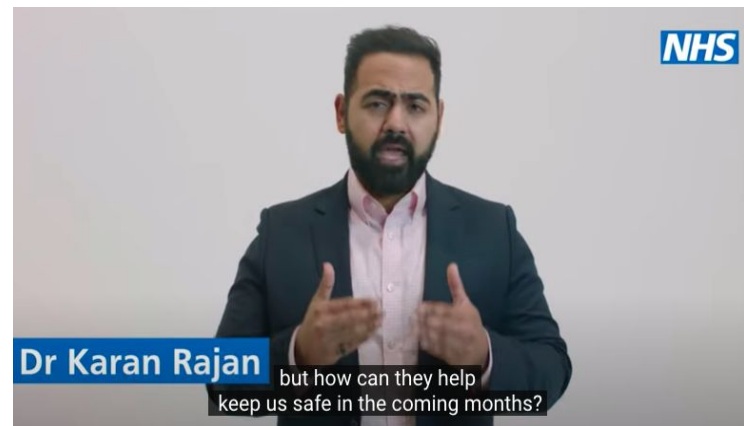 NHS
Dr Karan Rajan
but how can they help
keep us safe in the coming months?